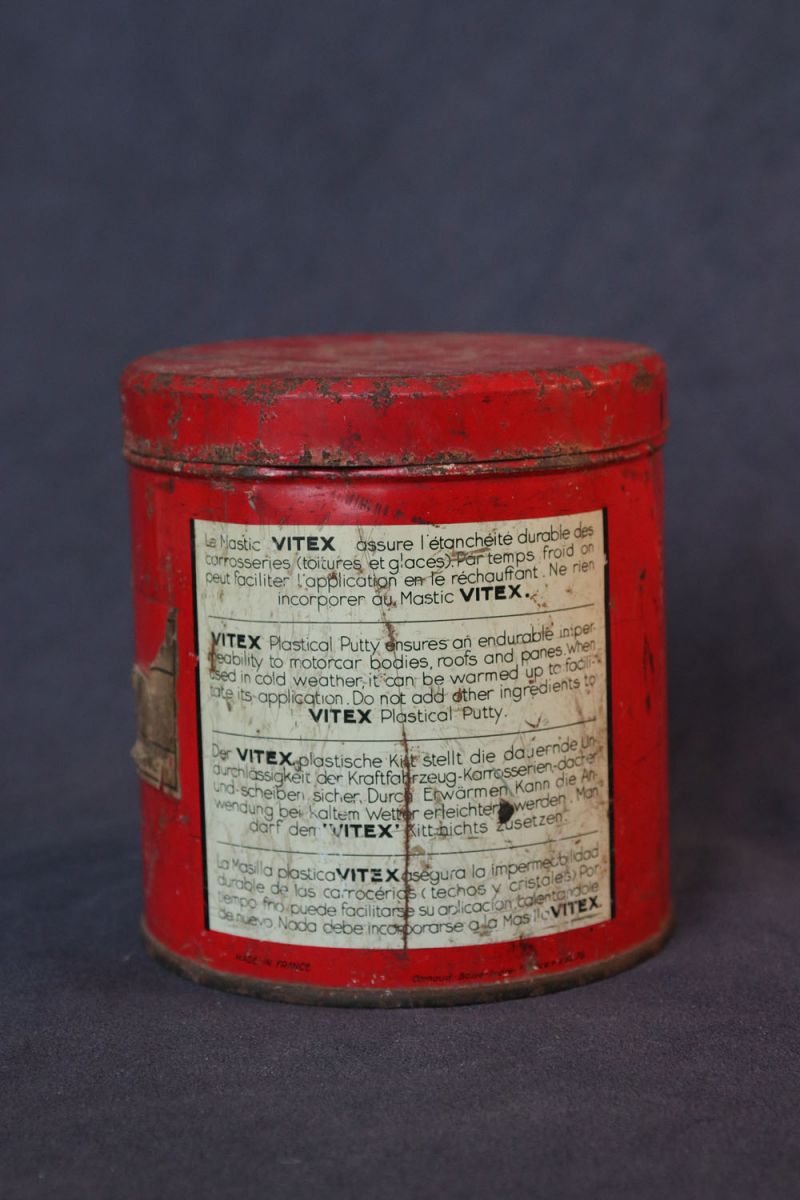 Le Mastic VITEX assure l'étanchéité durable des
carrosseries (toitures et glaces). Par temps froid on
peut faciliter l'application en le réchauffant. Ne rien
incorporer au Mastic VITEX.
VITEX Plastical Putty ensures an endurable imper-
meability to motorcar bodies, roofs and panes. When
used in cold weather, it can be warmed up to facili-
tate its application. Do not add other ingredients to
VITEX Plastical Putty.
Der VITEX plastische Kitt stellt die dauernde Un-
durchlässigkeit der Kraftfahrzeug-Karrosserien-dächer
und-scheiben sicher. Durch Erwärmen Kann die An-
wendung bei kaltem Wetter erleichtert werden. Man
darf den "VITEX" Kitt nichts zusetzen.
La Masilla plastica VITEX asegura la impermeabilidad
durable de las carrocérias (techos y cristales) Por
tiempo frio puede facilitarse su aplicación calentandole
de nuevo Nada debe incorporarse a la Masilla VITEX.
MADE IN FRANCE